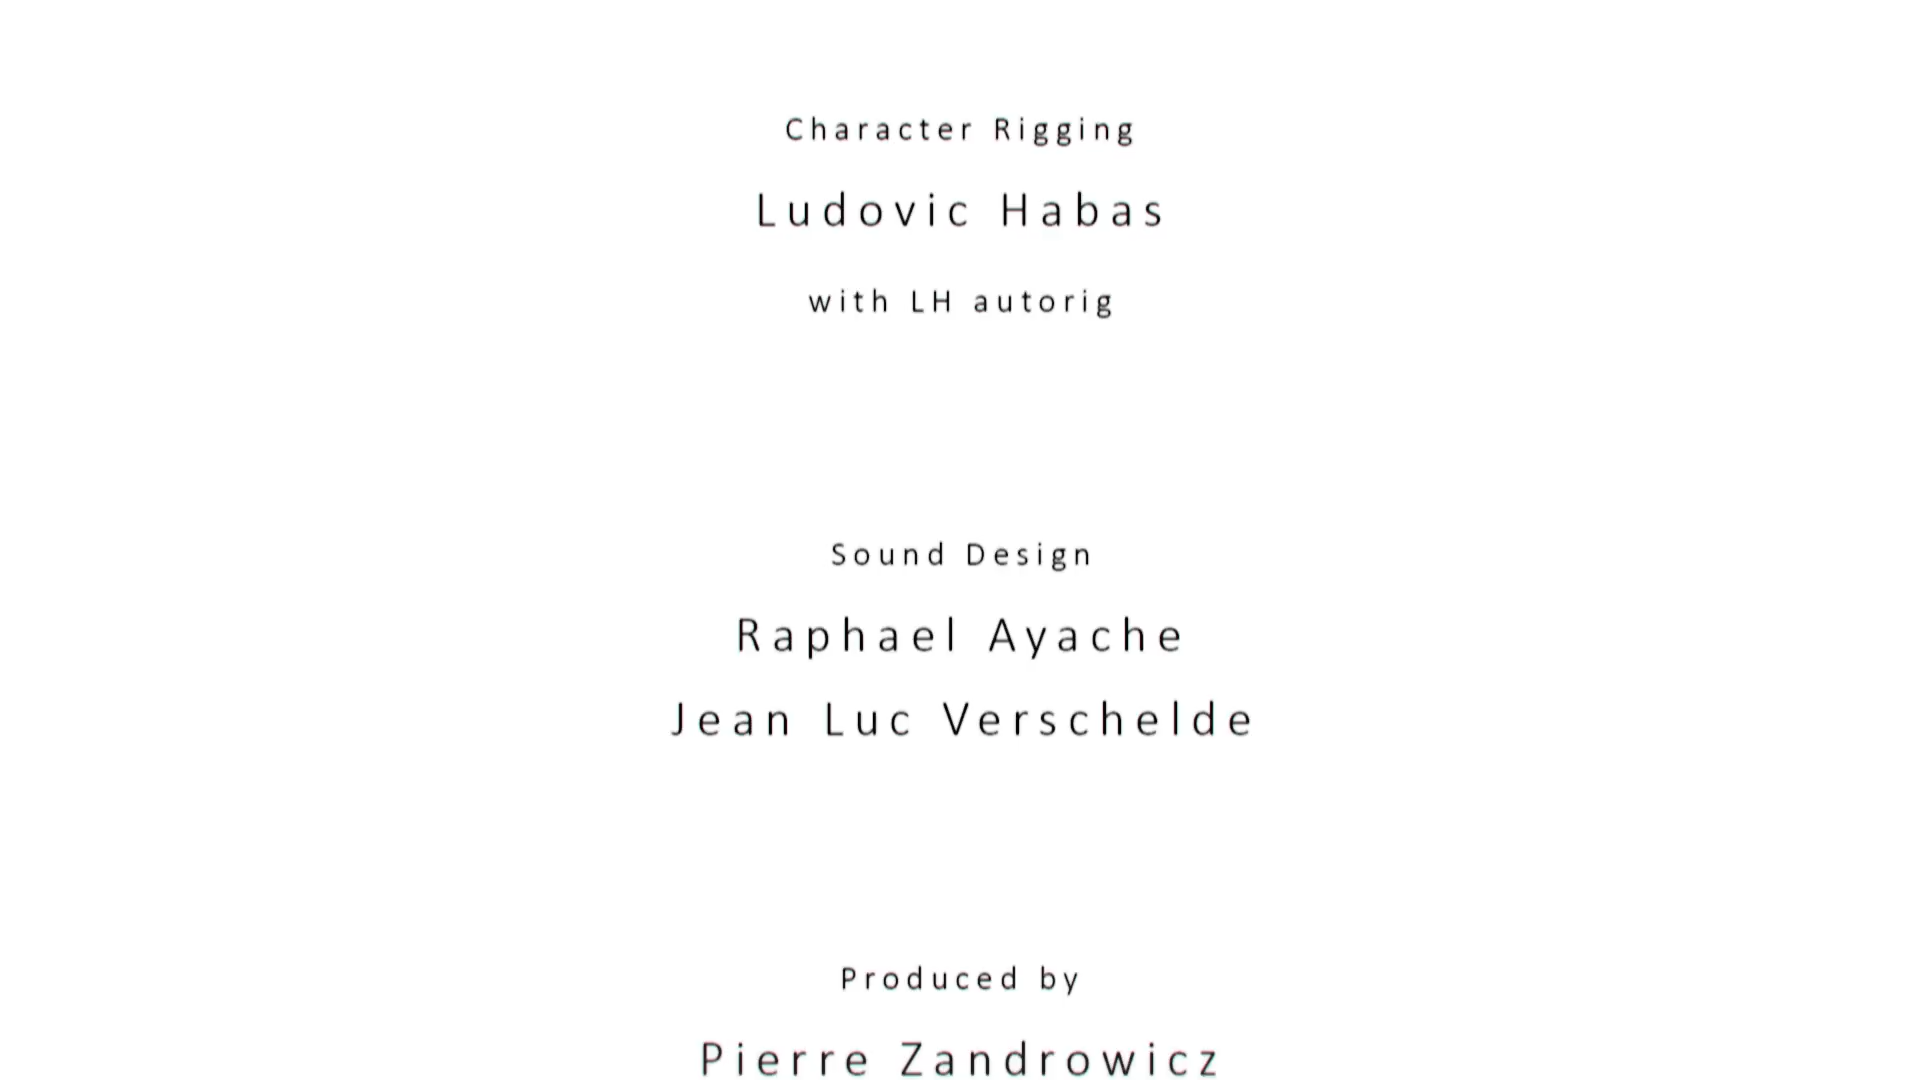 Character Rigging
Ludovic Habas
with LH autorig
Sound Design
Raphael Ayache
Jean Luc Verschelde
Produced by
Pierre Zandrowicz